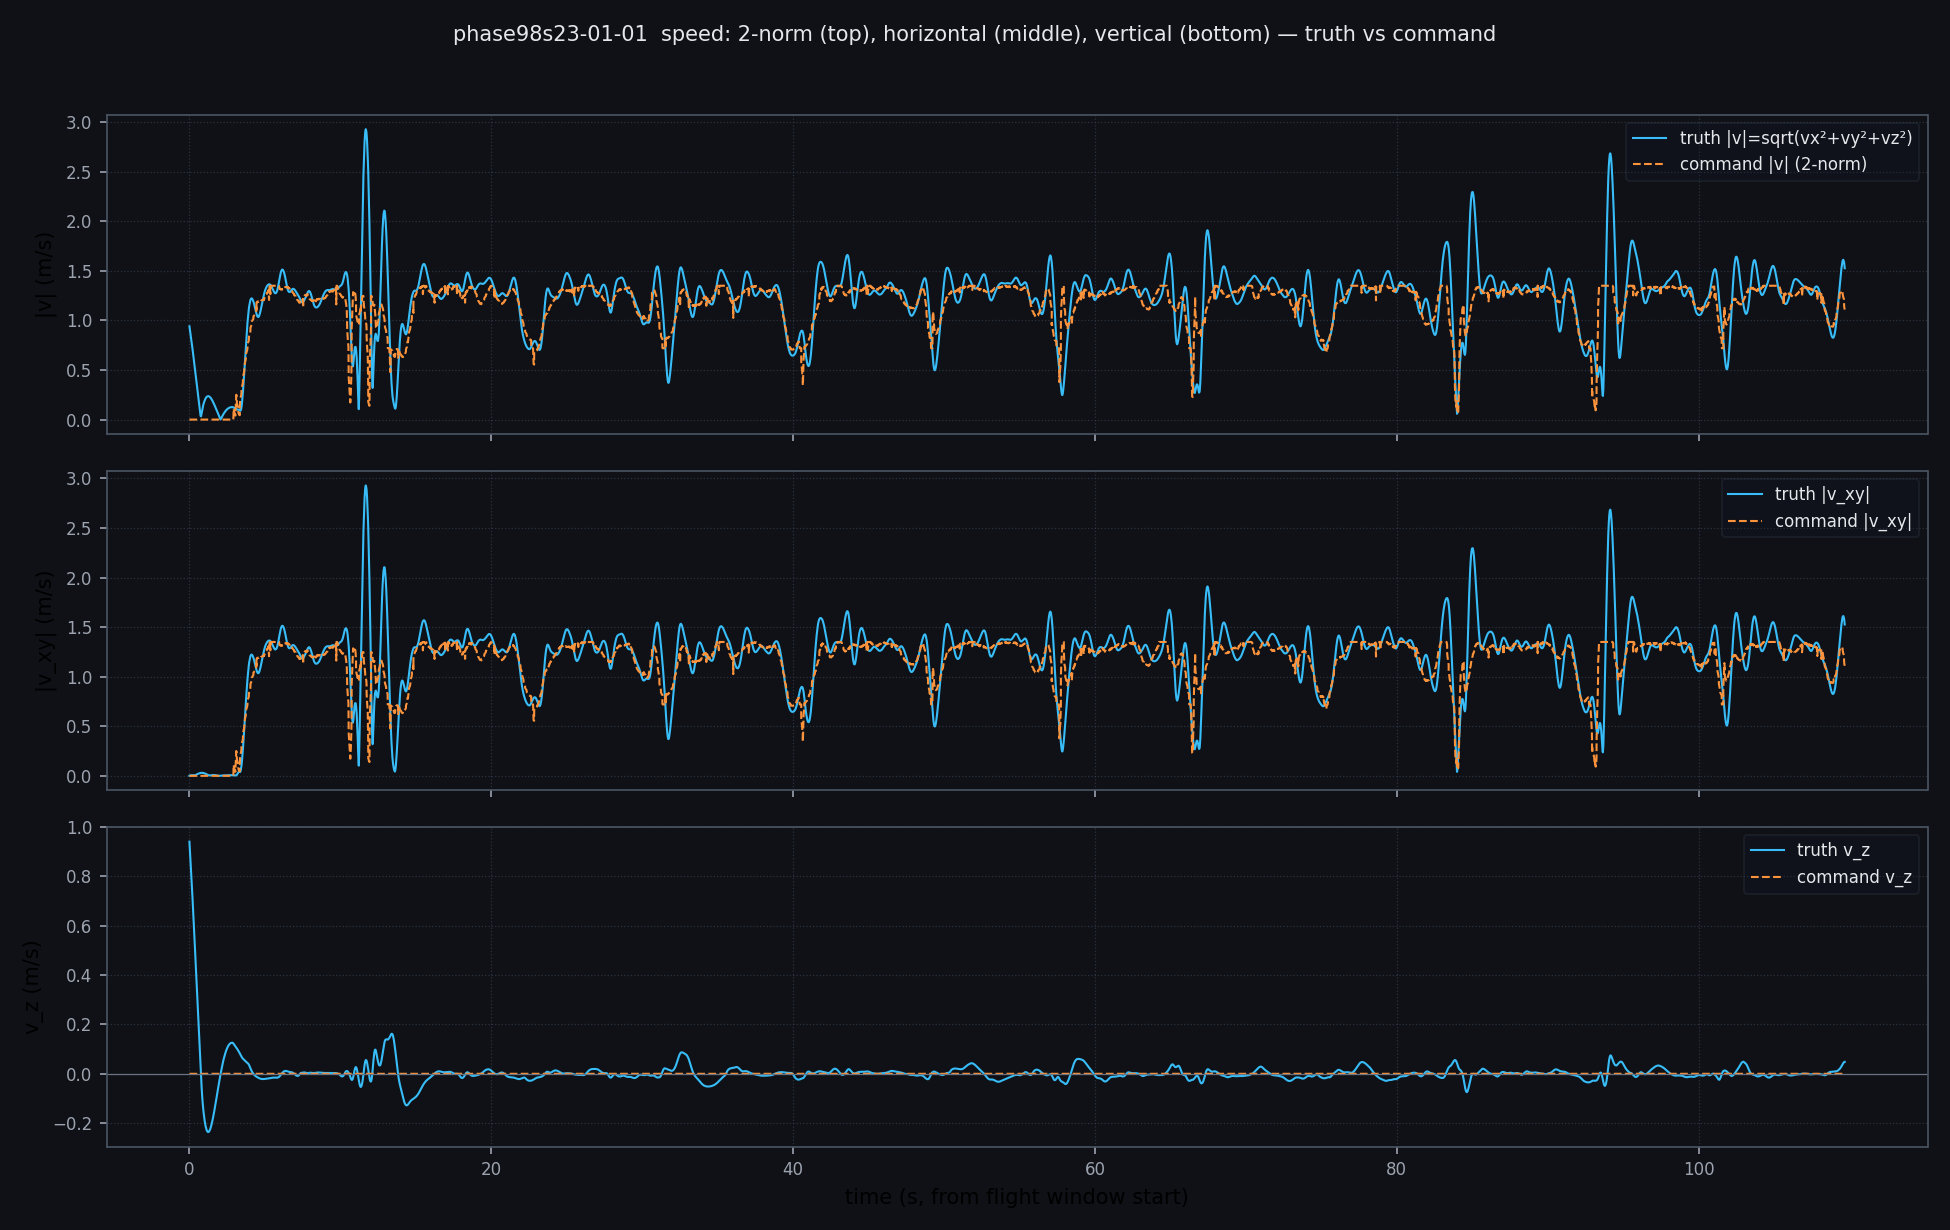 phase98s23-01-01  speed: 2-norm (top), horizontal (middle), vertical (bottom) — truth vs command
|v| (m/s)
3.0
2.5
2.0
1.5
1.0
0.5
0.0
truth |v|=sqrt(vx²+vy²+vz²)
command |v| (2-norm)
|v_xy| (m/s)
3.0
2.5
2.0
1.5
1.0
0.5
0.0
truth |v_xy|
command |v_xy|
v_z (m/s)
1.0
0.8
0.6
0.4
0.2
0.0
−0.2
truth v_z
command v_z
0 20 40 60 80 100
time (s, from flight window start)